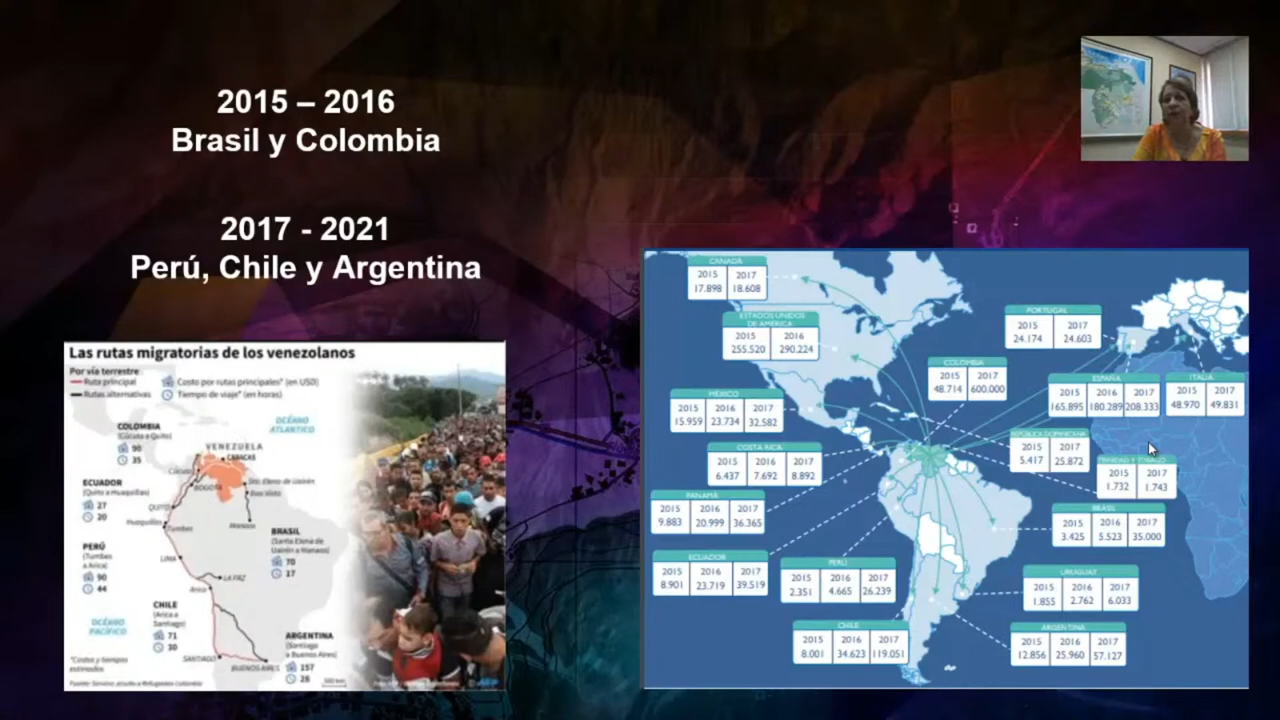 2015 – 2016
Brasil y Colombia
2017 - 2021
Perú, Chile y Argentina
Las rutas migratorias de los venezolanos
Por vía terrestre
Ruta principal
Rutas alternativas
Costo por rutas principales* (en USD)
Tiempo de viaje* (en horas)
OCÉANO
ATLÁNTICO
COLOMBIA
(Cúcuta a Quito)
90
35
VENEZUELA
CARACAS
Cúcuta
BOGOTÁ
Sta. Elena de Uairén
Boa Vista
Manaos
ECUADOR
(Quito a Huaquillas)
27
20
QUITO
Huaquillas
Tumbes
BRASIL
(Santa Elena de
Uairén a Manaos)
70
17
PERÚ
(Tumbes
a Arica)
90
44
LIMA
LA PAZ
Arica
CHILE
(Arica a
Santiago)
71
30
OCÉANO
PACÍFICO
ARGENTINA
(Santiago
a Buenos Aires)
157
28
SANTIAGO
BUENOS AIRES
500 km
*Costos y tiempos
estimados
CANADÁ
2015 2017
17.898 18.608
ESTADOS UNIDOS
DE AMÉRICA
2015 2016
255.520 290.224
PORTUGAL
2015 2017
24.174 24.603
COLOMBIA
2015 2017
48.714 600.000
ESPAÑA
2015 2016 2017
165.895 180.289 208.333
ITALIA
2015 2017
48.970 49.831
MÉXICO
2015 2016 2017
15.959 23.734 32.582
REPÚBLICA DOMINICANA
2015 2017
5.417 25.872
COSTA RICA
2015 2016 2017
6.437 7.692 8.892
TRINIDAD Y TOBAGO
2015 2017
1.732 1.743
PANAMÁ
2015 2016 2017
9.883 20.999 36.365
BRASIL
2015 2016 2017
3.425 5.523 35.000
ECUADOR
2015 2016 2017
8.901 23.719 39.519
PERÚ
2015 2016 2017
2.351 4.665 26.239
URUGUAY
2015 2016 2017
1.855 2.762 6.033
CHILE
2015 2016 2017
8.001 34.623 119.051
ARGENTINA
2015 2016 2017
12.856 25.960 57.127